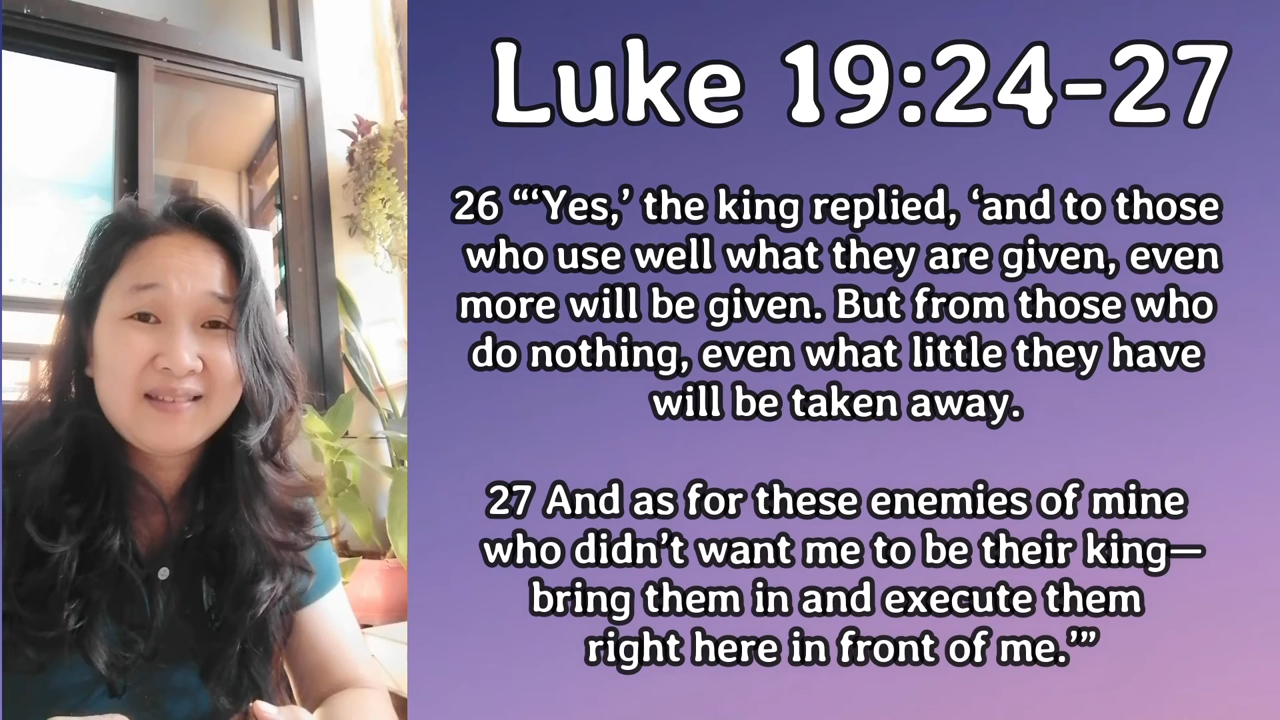 Luke 19:24-27
26 “‘Yes,’ the king replied, ‘and to those
who use well what they are given, even
more will be given. But from those who
do nothing, even what little they have
will be taken away.
27 And as for these enemies of mine
who didn’t want me to be their king—
bring them in and execute them
right here in front of me.’”